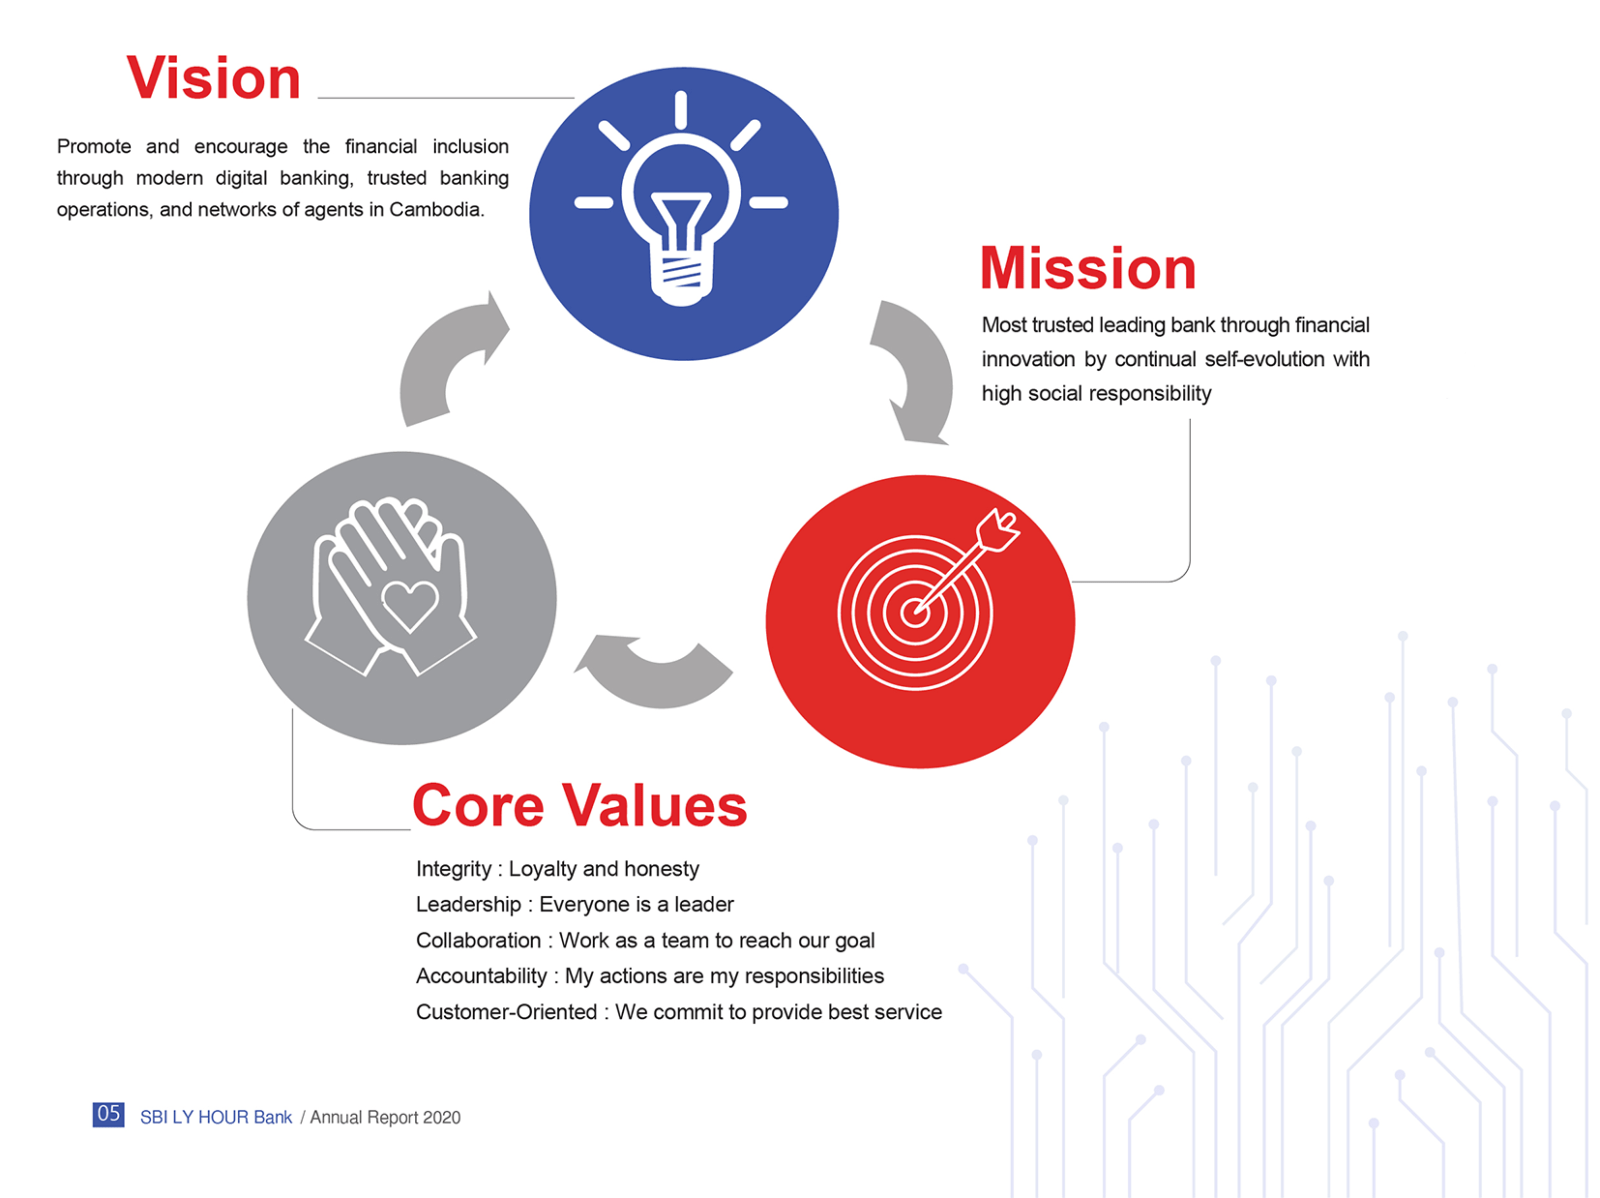 Vision
Promote and encourage the financial inclusion
through modern digital banking, trusted banking
operations, and networks of agents in Cambodia.
Mission
Most trusted leading bank through financial
innovation by continual self-evolution with
high social responsibility
Core Values
Integrity : Loyalty and honesty
Leadership : Everyone is a leader
Collaboration : Work as a team to reach our goal
Accountability : My actions are my responsibilities
Customer-Oriented : We commit to provide best service
05 SBI LY HOUR Bank / Annual Report 2020